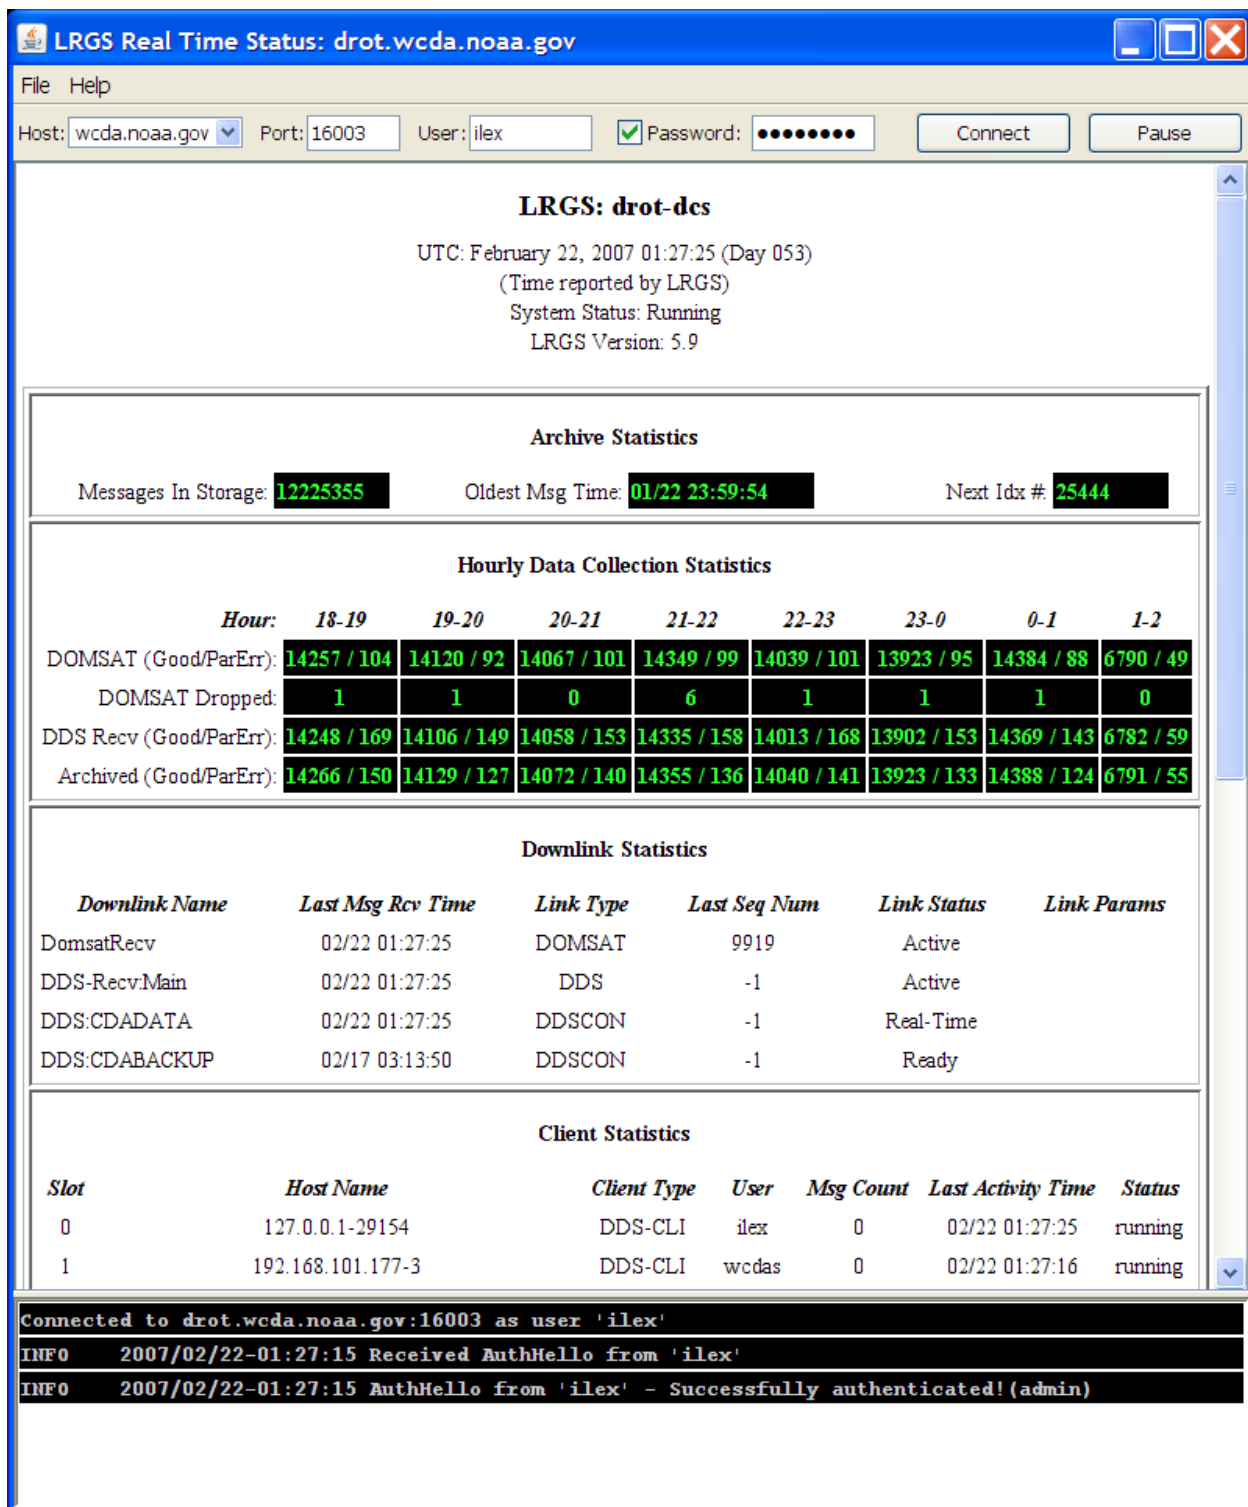 LRGS Real Time Status: drot.wcda.noaa.gov
File Help
Host: wcda.noaa.gov Port: 16003 User: ilex Password: ●●●●●●●● Connect Pause
LRGS: drot-dcs
UTC: February 22, 2007 01:27:25 (Day 053)
(Time reported by LRGS)
System Status: Running
LRGS Version: 5.9
Archive Statistics
Messages In Storage: 12225355 Oldest Msg Time: 01/22 23:59:54 Next Idx #: 25444
Hourly Data Collection Statistics
Hour: 18-19 19-20 20-21 21-22 22-23 23-0 0-1 1-2
DOMSAT (Good/ParErr): 14257 / 104 14120 / 92 14067 / 101 14349 / 99 14039 / 101 13923 / 95 14384 / 88 6790 / 49
DOMSAT Dropped: 1 1 0 6 1 1 1 0
DDS Recv (Good/ParErr): 14248 / 169 14106 / 149 14058 / 153 14335 / 158 14013 / 168 13902 / 153 14369 / 143 6782 / 59
Archived (Good/ParErr): 14266 / 150 14129 / 127 14072 / 140 14355 / 136 14040 / 141 13923 / 133 14388 / 124 6791 / 55
Downlink Statistics
Downlink Name Last Msg Rcv Time Link Type Last Seq Num Link Status Link Params
DomsatRecv 02/22 01:27:25 DOMSAT 9919 Active
DDS-Recv:Main 02/22 01:27:25 DDS -1 Active
DDS:CDADATA 02/22 01:27:25 DDSCON -1 Real-Time
DDS:CDABACKUP 02/17 03:13:50 DDSCON -1 Ready
Client Statistics
Slot Host Name Client Type User Msg Count Last Activity Time Status
0 127.0.0.1-29154 DDS-CLI ilex 0 02/22 01:27:25 running
1 192.168.101.177-3 DDS-CLI wcdas 0 02/22 01:27:16 running
Connected to drot.wcda.noaa.gov:16003 as user 'ilex'
INFO 2007/02/22-01:27:15 Received AuthHello from 'ilex'
INFO 2007/02/22-01:27:15 AuthHello from 'ilex' - Successfully authenticated!(admin)